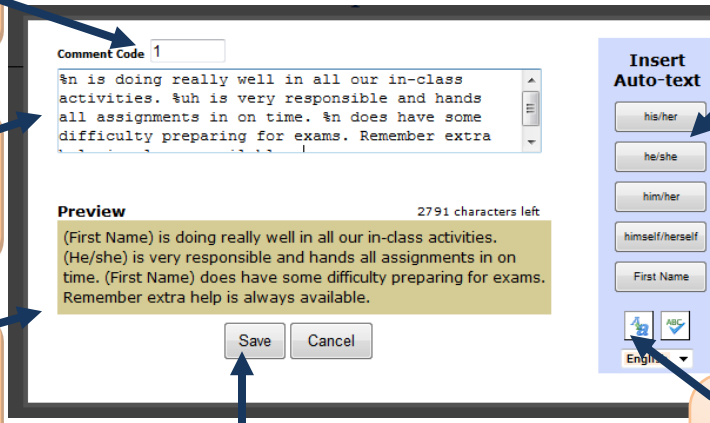 Comment Code 1
%n is doing really well in all our in-class
activities. %uh is very responsible and hands
all assignments in on time. %n does have some
difficulty preparing for exams. Remember extra
Preview
2791 characters left
(First Name) is doing really well in all our in-class activities.
(He/she) is very responsible and hands all assignments in on
time. (First Name) does have some difficulty preparing for exams.
Remember extra help is always available.
Save
Cancel
Insert
Auto-text
his/her
he/she
him/her
himself/herself
First Name
ABC
English